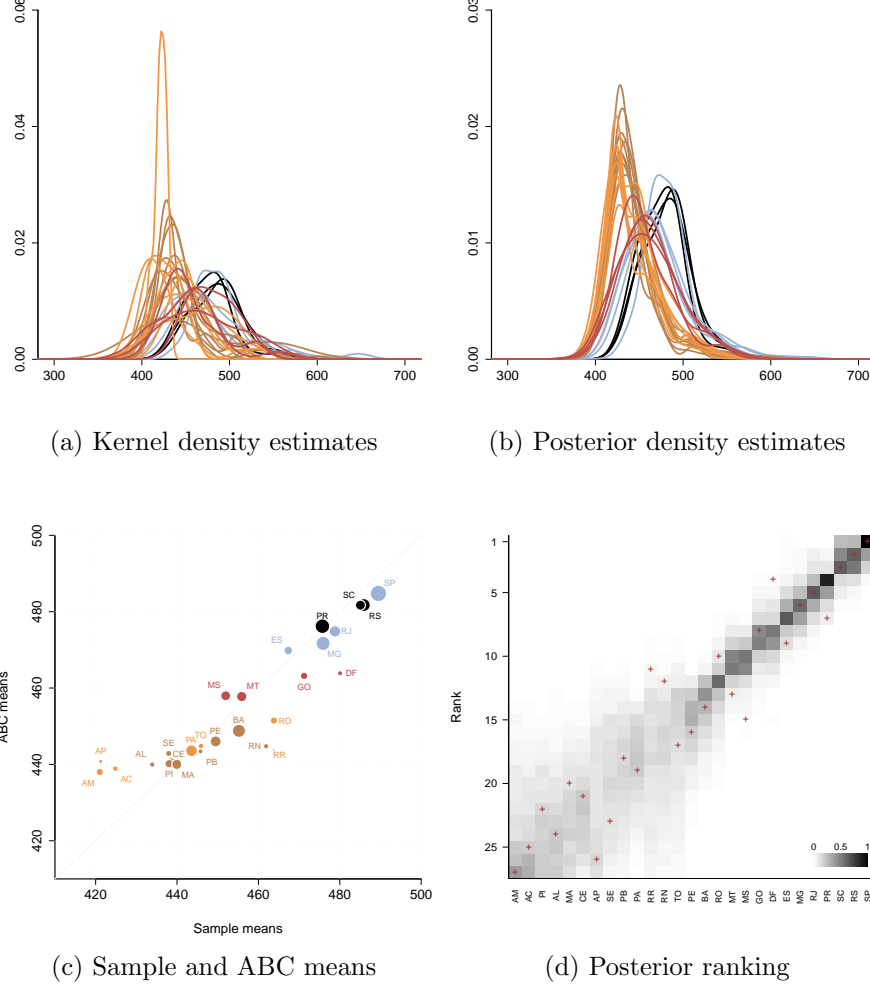 0.06
0.04
0.02
0.00
300 400 500 600 700
0.03
0.02
0.01
0.00
300 400 500 600 700
(a) Kernel density estimates
(b) Posterior density estimates
500
480
460
440
420
ABC means
SP
SC
PR
RS
ES
RJ
MG
DF
GO
MS
MT
RO
BA
PE
PA
TO
SE
CE
AL
AP
AM
AC
PI
MA
PB
RN
RR
420 440 460 480 500
Sample means
(c) Sample and ABC means
1
5
10
15
20
25
Rank
0 0.5 1
AM AC PI AL MA CE AP SE PB PA RR RN TO PE BA RO MT MS GO DF ES MG RJ PR SC RS SP
(d) Posterior ranking